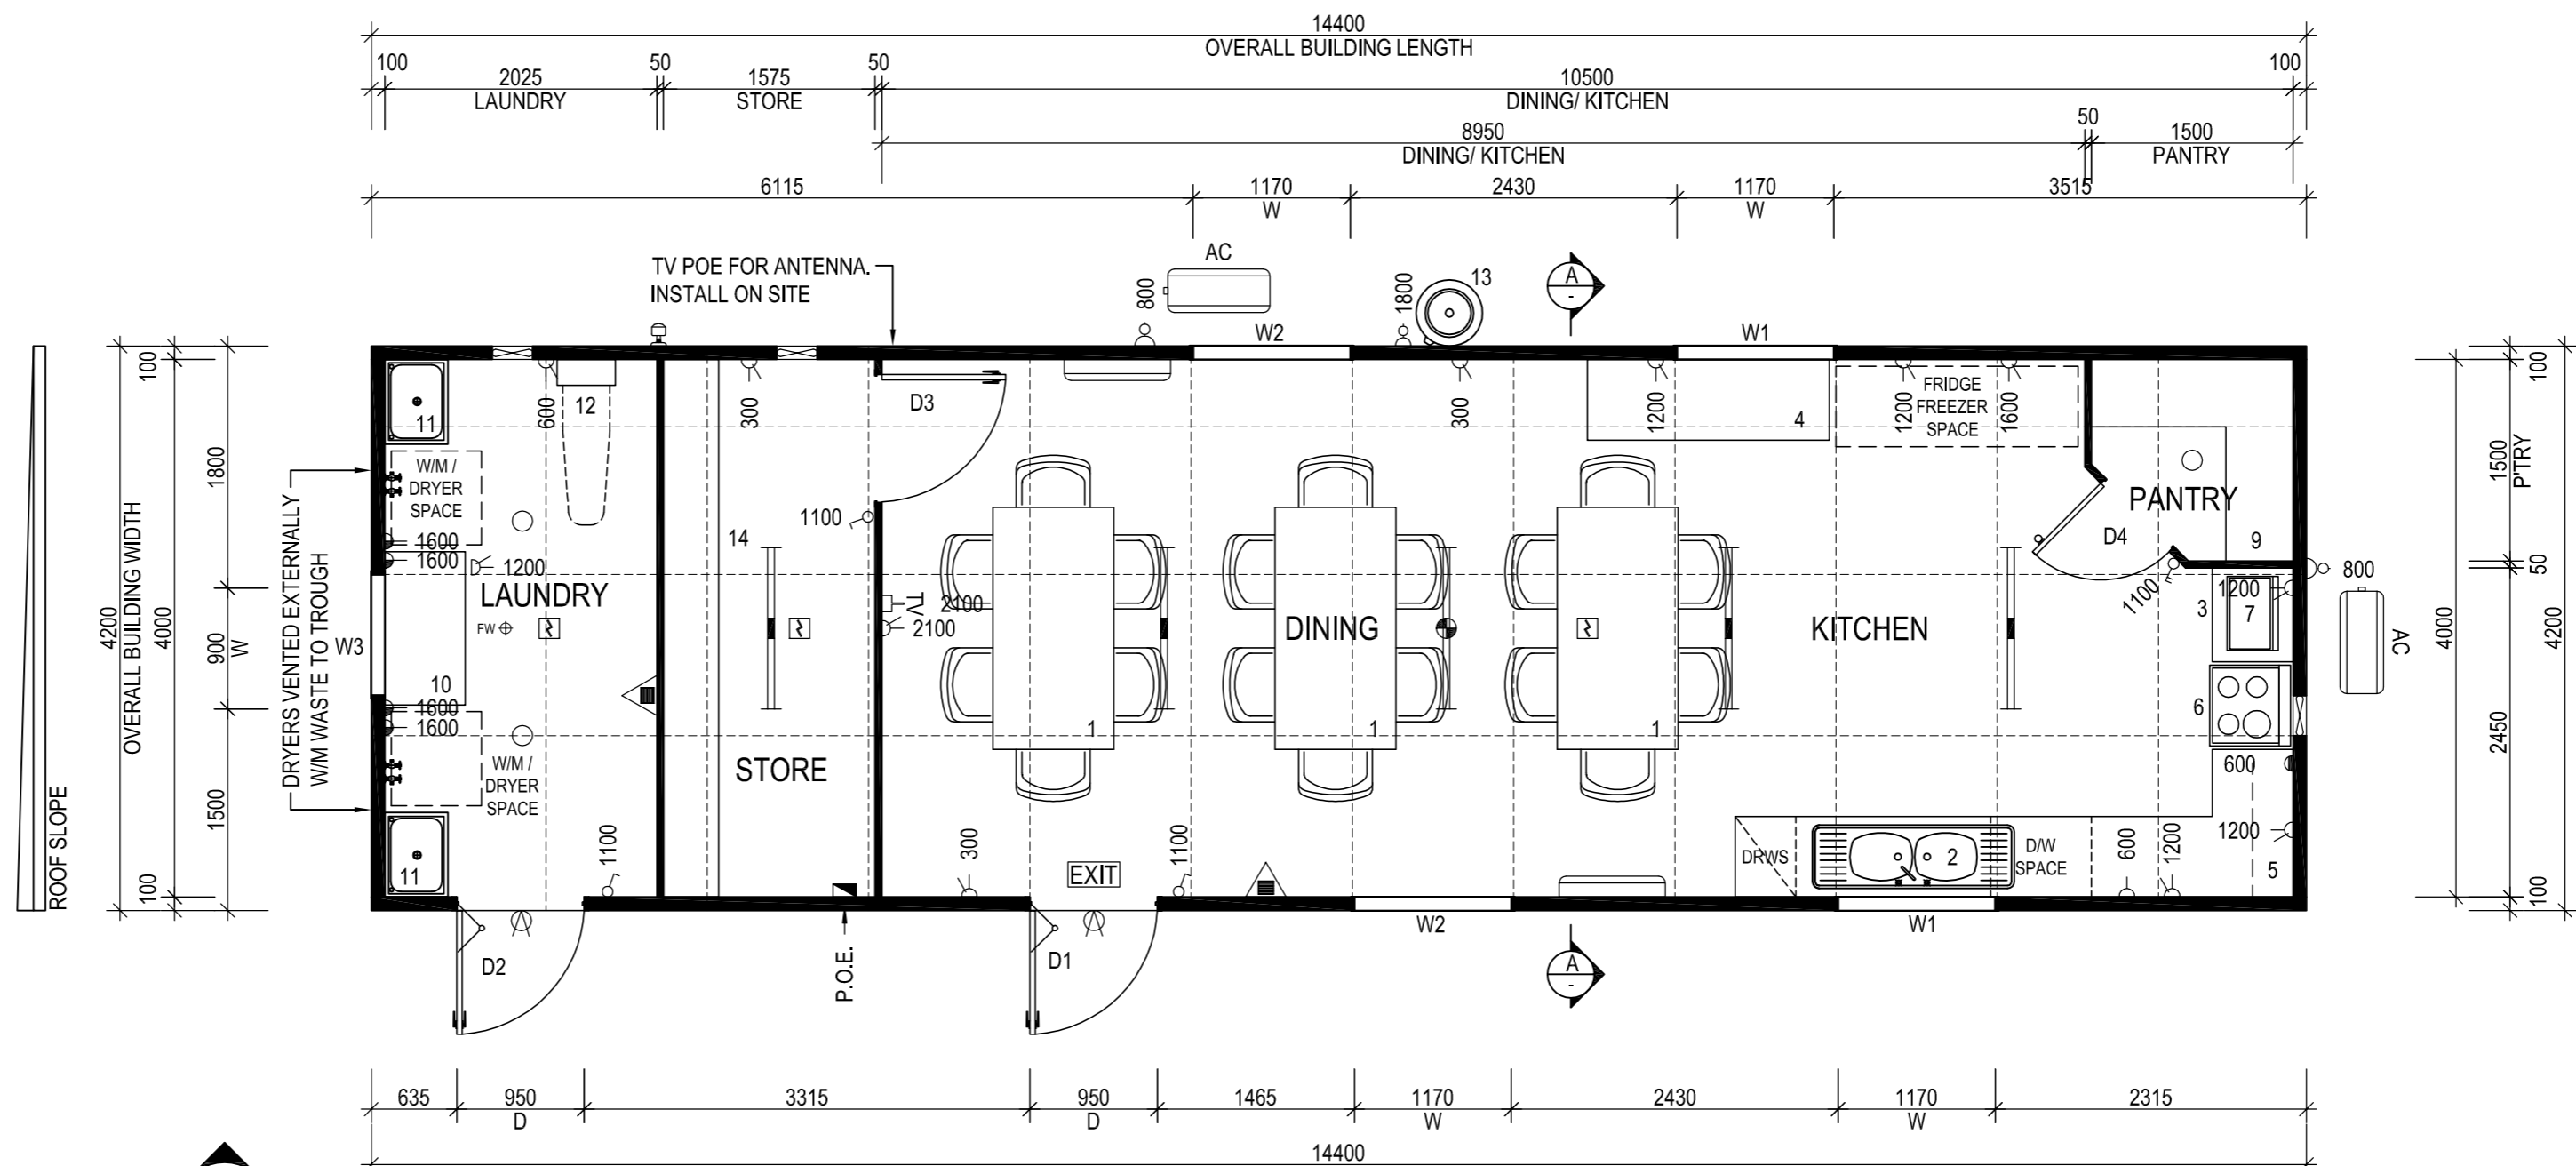 14400
OVERALL BUILDING LENGTH
100 2025 50 1575 50 10500 100
LAUNDRY STORE DINING/ KITCHEN
8950 50 1500
DINING/ KITCHEN PANTRY
6115 1170 2430 1170 3515
W W
TV POE FOR ANTENNA.
INSTALL ON SITE
AC
800
1800
13
A
-
W2
W1
ROOF SLOPE
4200
OVERALL BUILDING WIDTH
100
4000
100
1800
900
W
1500
DRYERS VENTED EXTERNALLY
W/M WASTE TO TROUGH
W3
11
600
12
W/M /
DRYER
SPACE
1600
1600
1200
LAUNDRY
FW
10
1600
1600
W/M /
DRYER
SPACE
11
1100
D2
300
14
1100
STORE
P.O.E.
D3
TV
2100
2100
1
300
EXIT
1100
D1
DINING
1
W2
300
1200
1
A
-
4
FRIDGE
FREEZER
SPACE
1200
1600
KITCHEN
DRWS
2
D/W
SPACE
600
1200
5
W1
PANTRY
D4
9
1100
1200
3
7
6
600
1200
800
AC
4000
100
1500
P'TRY
50
2450
100
4200
635 950 3315 950 1465 1170 2430 1170 2315
D D W W
14400